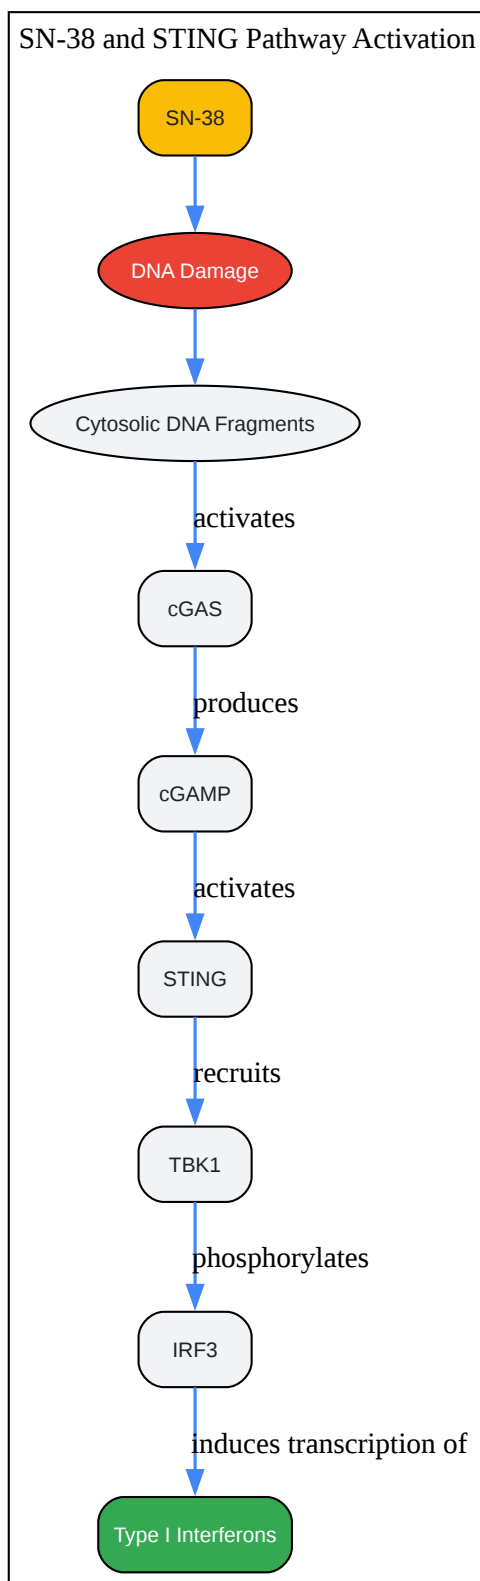 SN-38 and STING Pathway Activation
SN-38
DNA Damage
Cytosolic DNA Fragments
activates
cGAS
produces
cGAMP
activates
STING
recruits
TBK1
phosphorylates
IRF3
induces transcription of
Type I Interferons